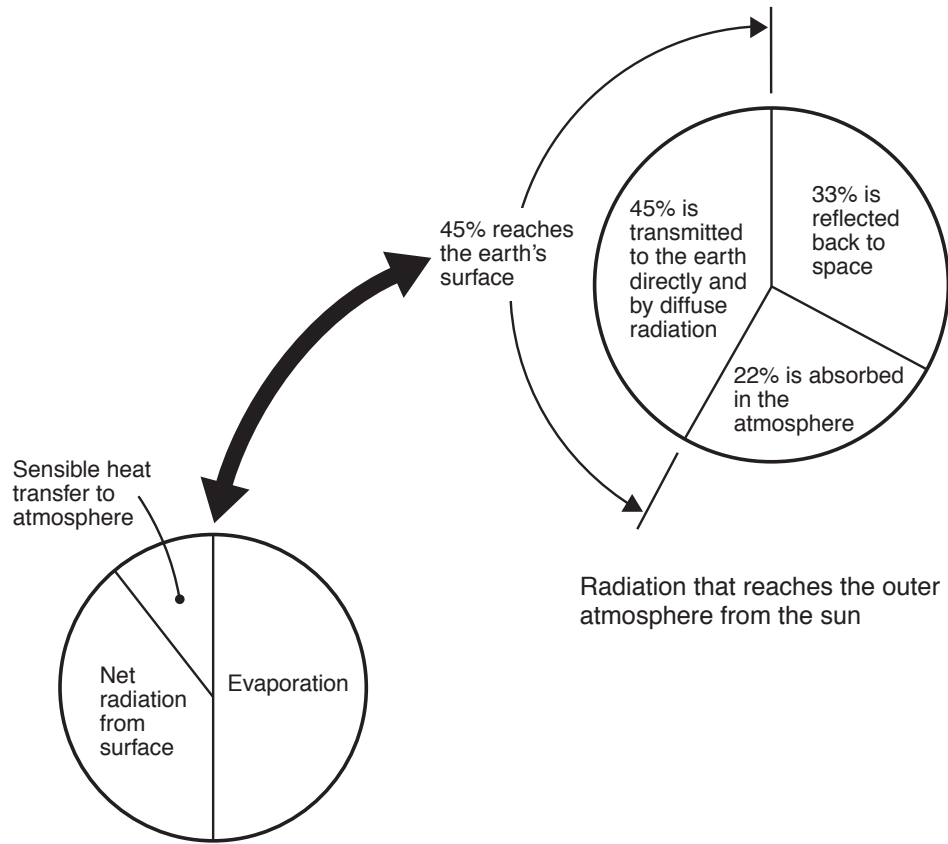 45% reaches
the earth's
surface
45% is
transmitted
to the earth
directly and
by diffuse
radiation
33% is
reflected
back to
space
22% is absorbed
in the
atmosphere
Radiation that reaches the outer
atmosphere from the sun
Sensible heat
transfer to
atmosphere
Net
radiation
from
surface
Evaporation